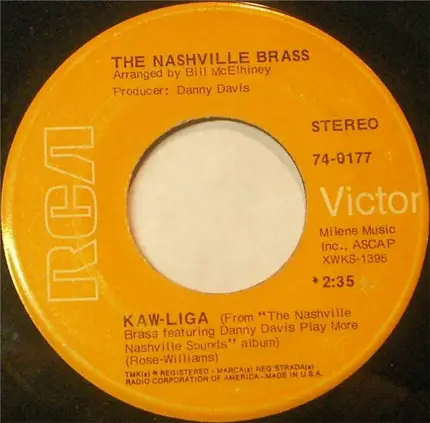 THE NASHVILLE BRASS
Arranged by Bill McElhiney
Producer: Danny Davis
RCA
STEREO
74-9177
Victor
Milene Music
Inc., ASCAP
XWKS-1395
*2:35
KAW-LIGA (From "The Nashville
Brass featuring Danny Davis Play More
Nashville Sounds" album)
(Rose-Williams)
TMK(s) ® REGISTERED • MARCA(s) REG'STRADA(s)
RADIO CORPORATION OF AMERICA—MADE IN U.S.A.